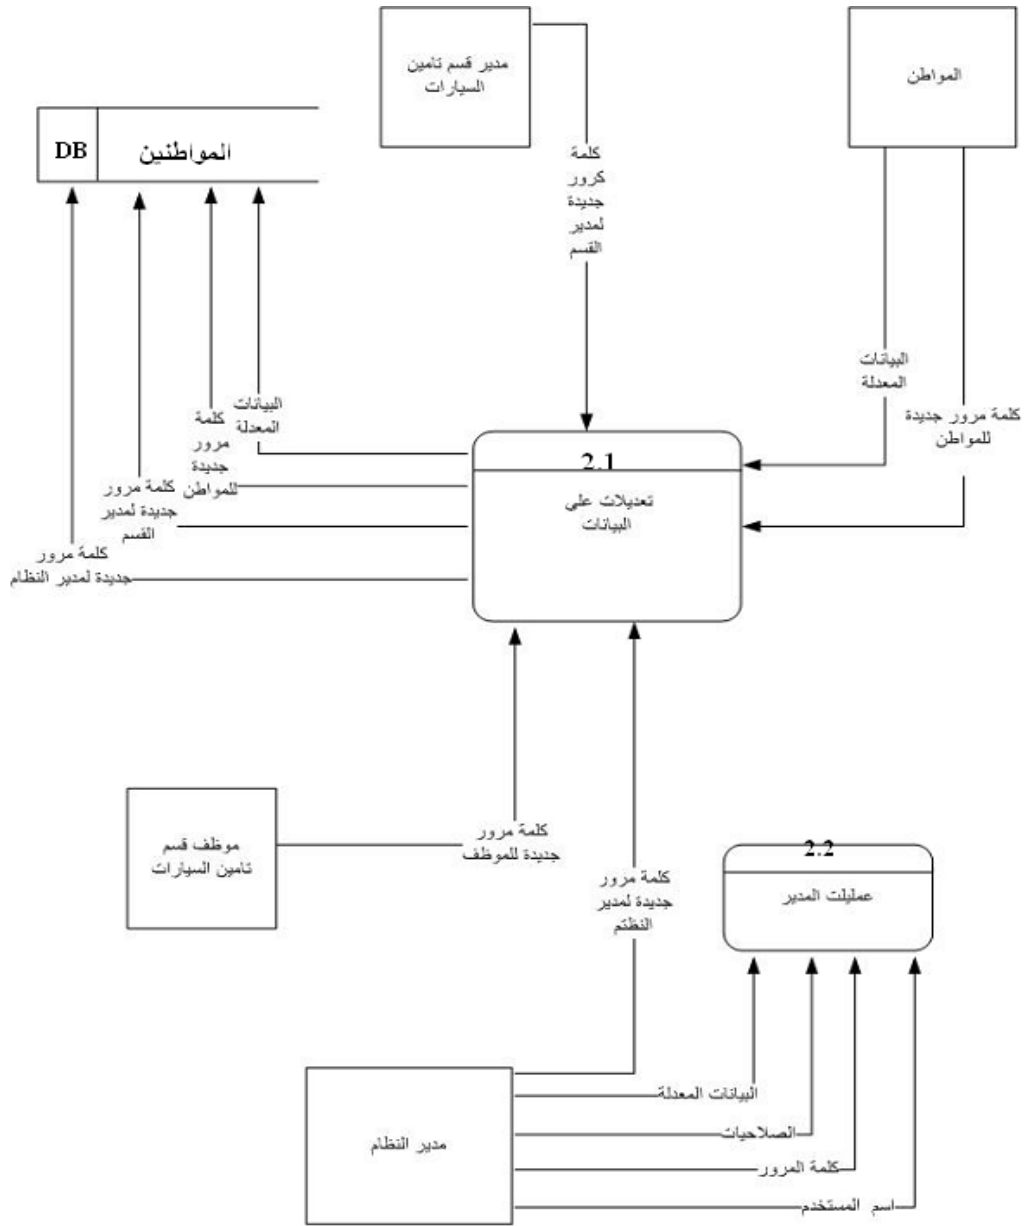 مدير قسم تامين
السيارات
المواطن
DB
المواطنين
كلمة
كرور
جديدة
لمدير
القسم
البيانات
المعدلة
كلمة مرور جديدة
للمواطن
البيانات
المعدلة
كلمة
مرور
جديدة
للمواطن
كلمة مرور
جديدة لمدير
القسم
كلمة مرور
جديدة لمدير النظام
2.1
تعديلات علي
البيانات
موظف قسم
تامين السيارات
كلمة مرور
جديدة للموظف
كلمة مرور
جديدة لمدير
النظتم
2.2
عمليلت المدير
مدير النظام
البيانات المعدلة
الصلاحيات
كلمة المرور
اسم المستخدم